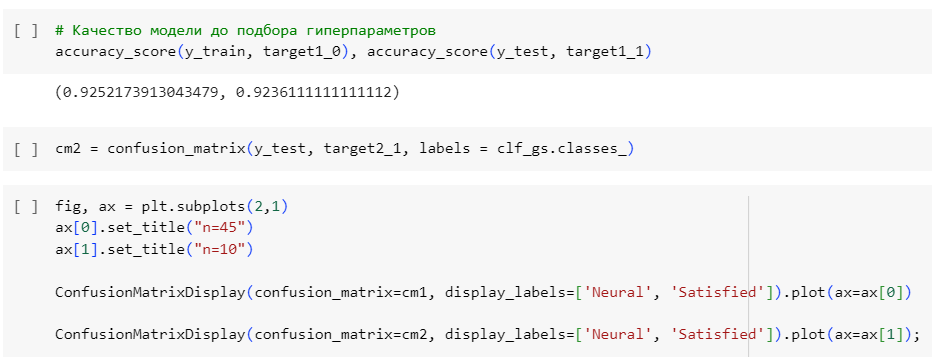 [ ] # Качество модели до подбора гиперпараметров
accuracy_score(y_train, target1_0), accuracy_score(y_test, target1_1)
(0.9252173913043479, 0.9236111111111112)
[ ] cm2 = confusion_matrix(y_test, target2_1, labels = clf_gs.classes_)
[ ] fig, ax = plt.subplots(2,1)
ax[0].set_title("n=45")
ax[1].set_title("n=10")
ConfusionMatrixDisplay(confusion_matrix=cm1, display_labels=['Neural', 'Satisfied']).plot(ax=ax[0])
ConfusionMatrixDisplay(confusion_matrix=cm2, display_labels=['Neural', 'Satisfied']).plot(ax=ax[1]);